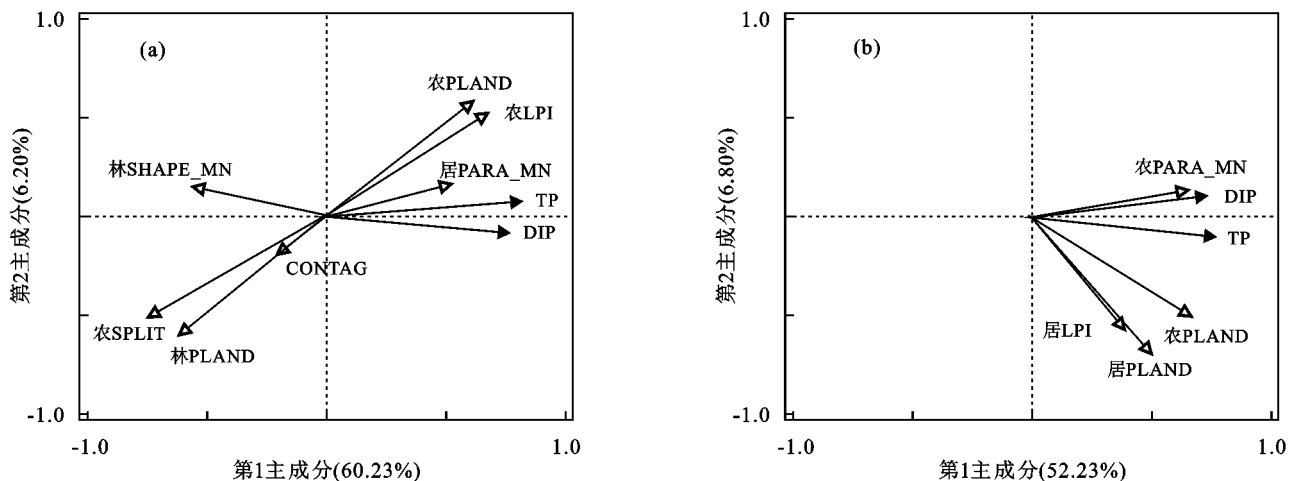 1.0
(a)
农PLAND
农LPI
林SHAPE_MN
居PARA_MN
TP
DIP
CONTAG
农SPLIT
林PLAND
第2主成分(6.20%)
-1.0
-1.0
1.0
第1主成分(60.23%)
1.0
(b)
农PARA_MN
DIP
TP
居LPI
农PLAND
居PLAND
第2主成分(6.80%)
-1.0
-1.0
1.0
第1主成分(52.23%)